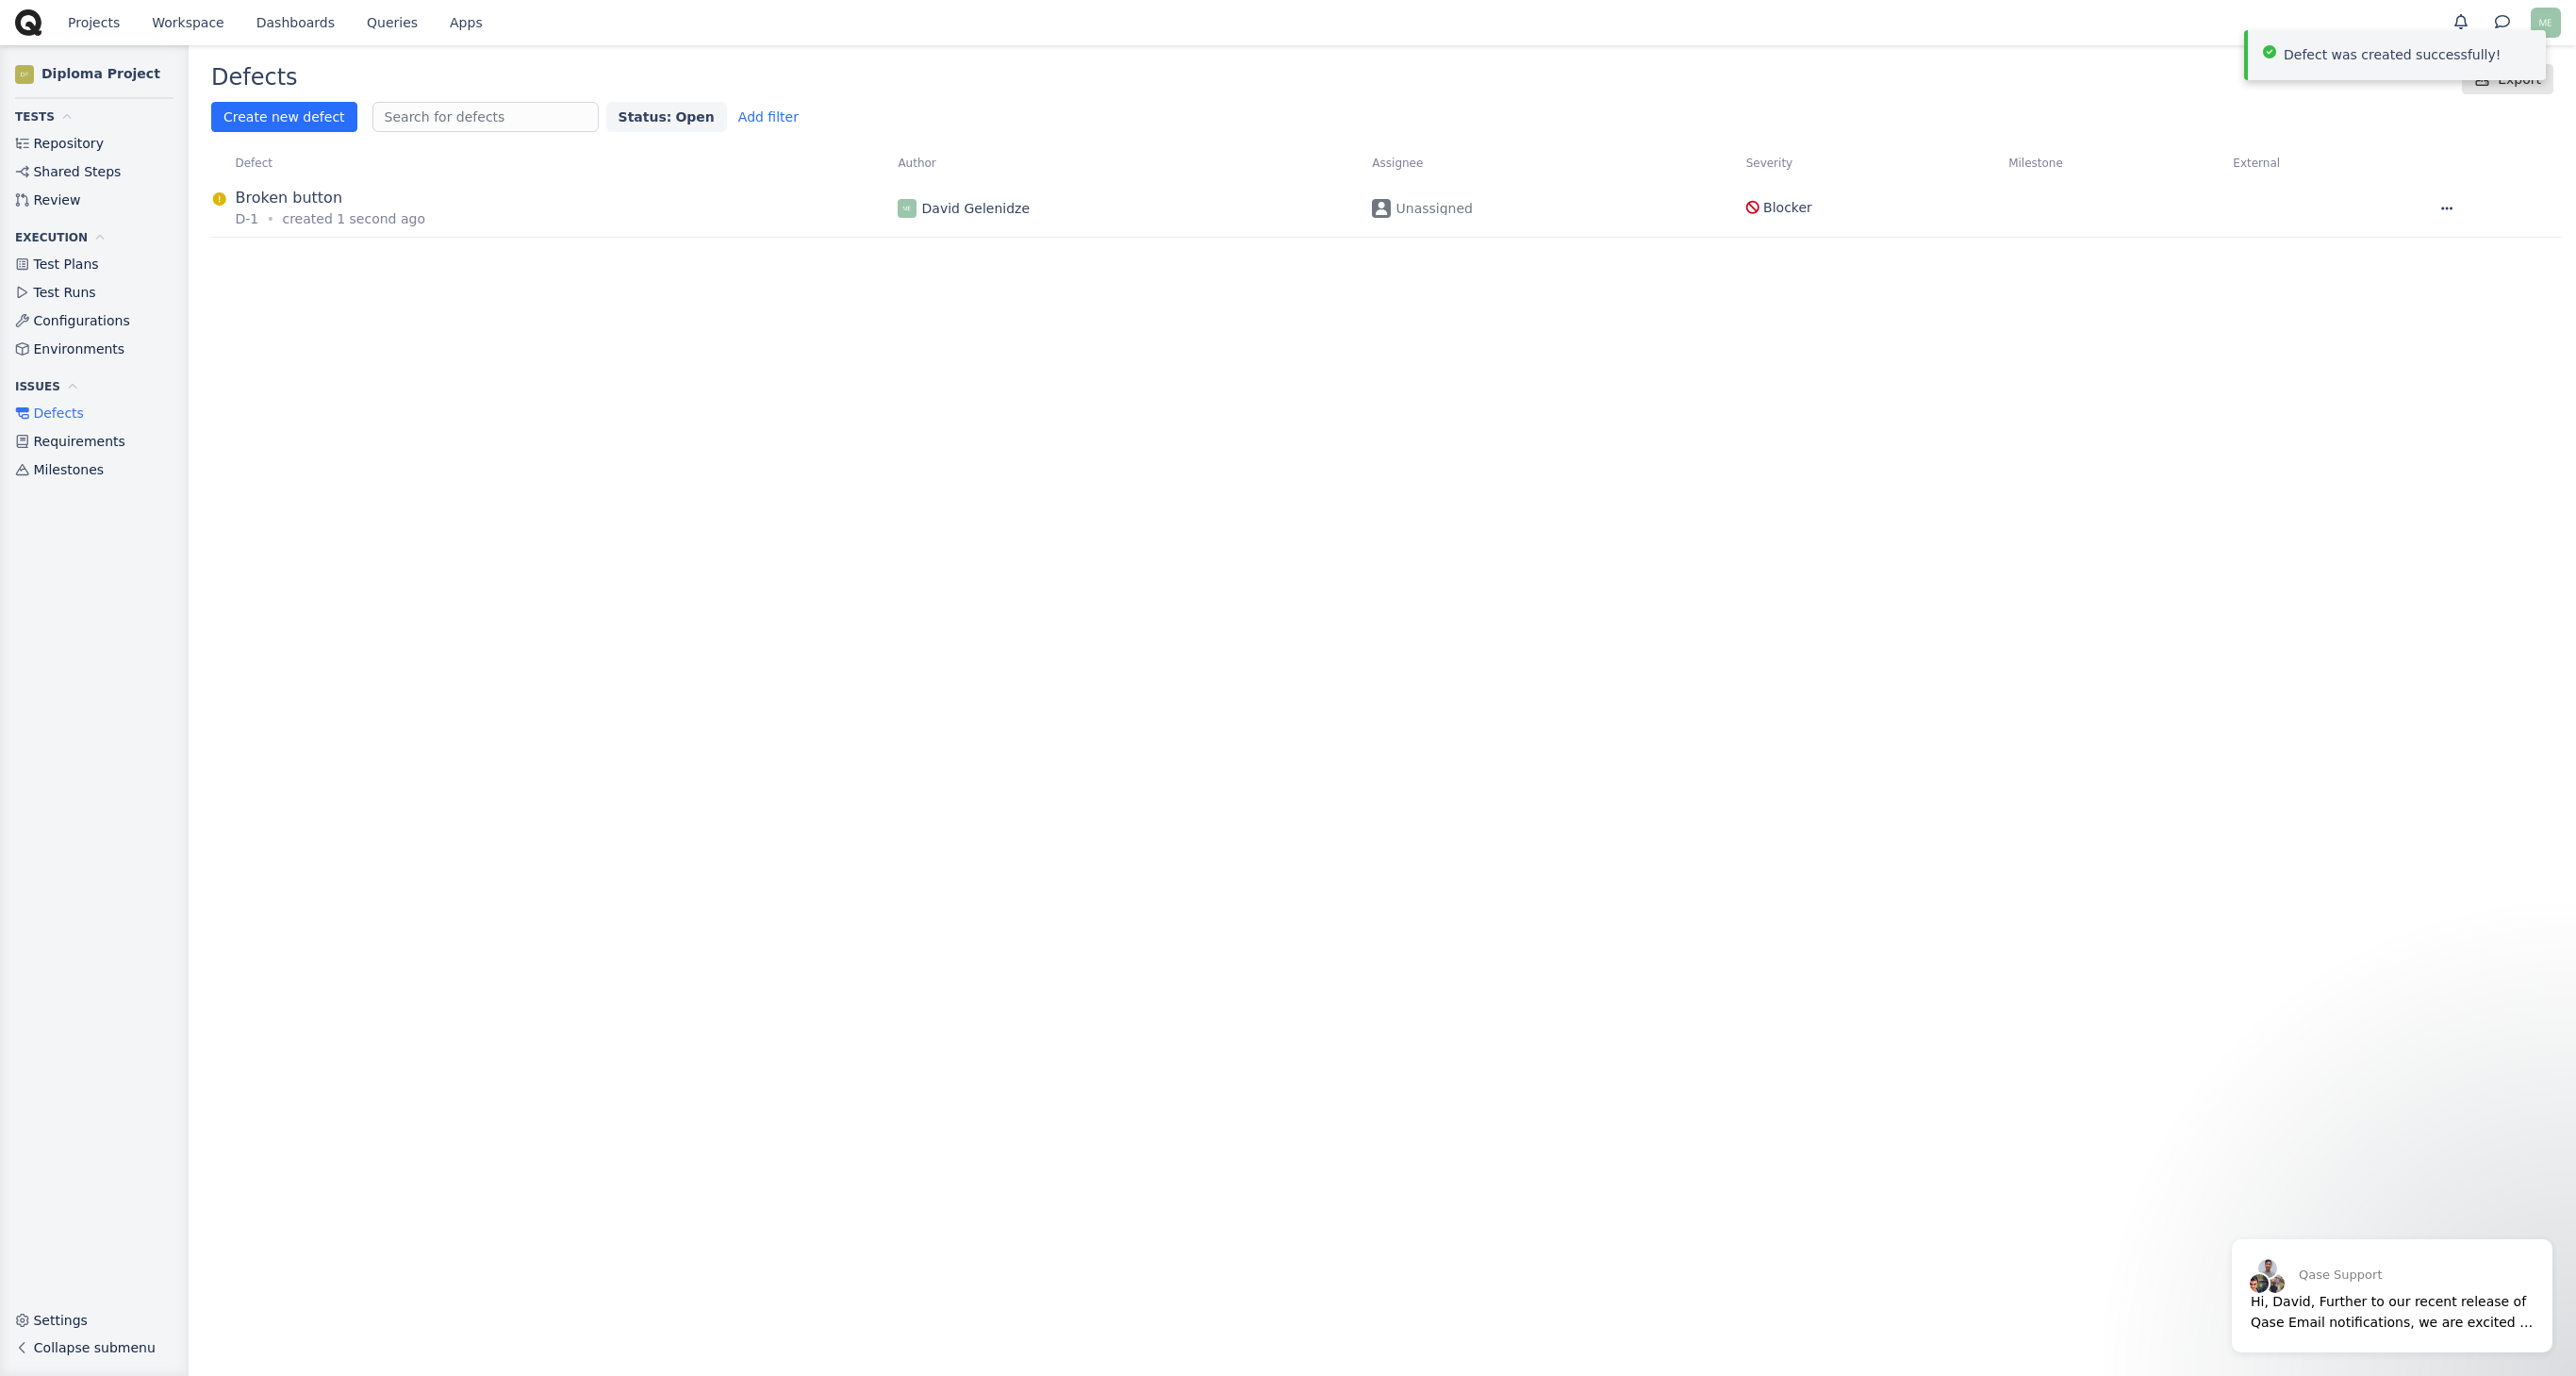 Projects Workspace Dashboards Queries Apps ME
Defect was created successfully!
DP Diploma Project
TESTS
Repository
Shared Steps
Review
EXECUTION
Test Plans
Test Runs
Configurations
Environments
ISSUES
Defects
Requirements
Milestones
Settings
Collapse submenu
Defects
Export
Create new defect Search for defects Status: Open Add filter
Defect Author Assignee Severity Milestone External
Broken button
D-1 • created 1 second ago
ME David Gelenidze Unassigned Blocker
Qase Support
Hi, David, Further to our recent release of
Qase Email notifications, we are excited ...